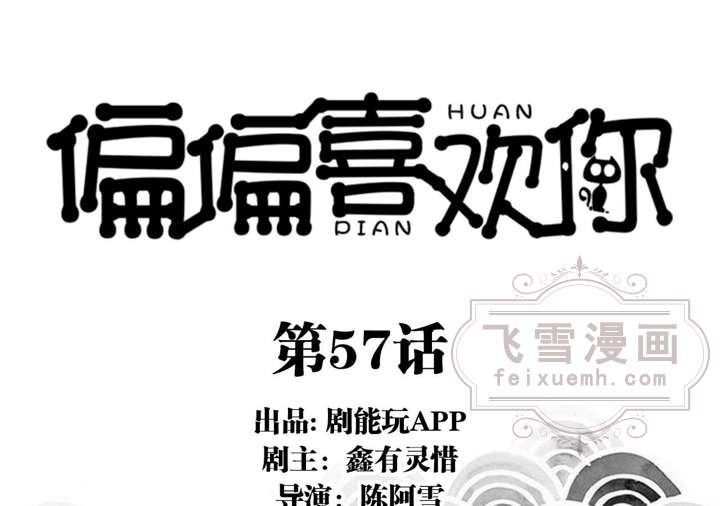 HUAN
偏偏喜欢你
PIAN
第57话
飞雪漫画
feixuemh.com
出品: 剧能玩APP
剧主: 鑫有灵惜
导演: 陈阿雪